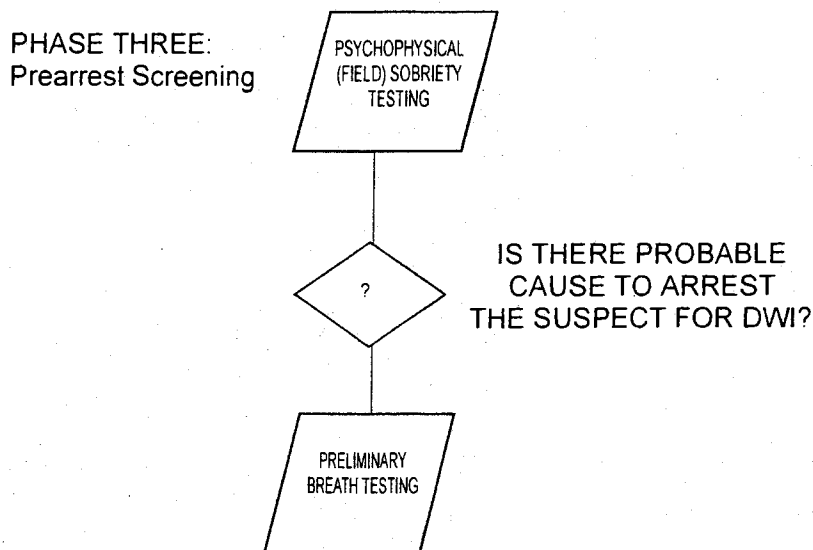 PHASE THREE:
Prearrest Screening
PSYCHOPHYSICAL
(FIELD) SOBRIETY
TESTING
?
IS THERE PROBABLE
CAUSE TO ARREST
THE SUSPECT FOR DWI?
PRELIMINARY
BREATH TESTING